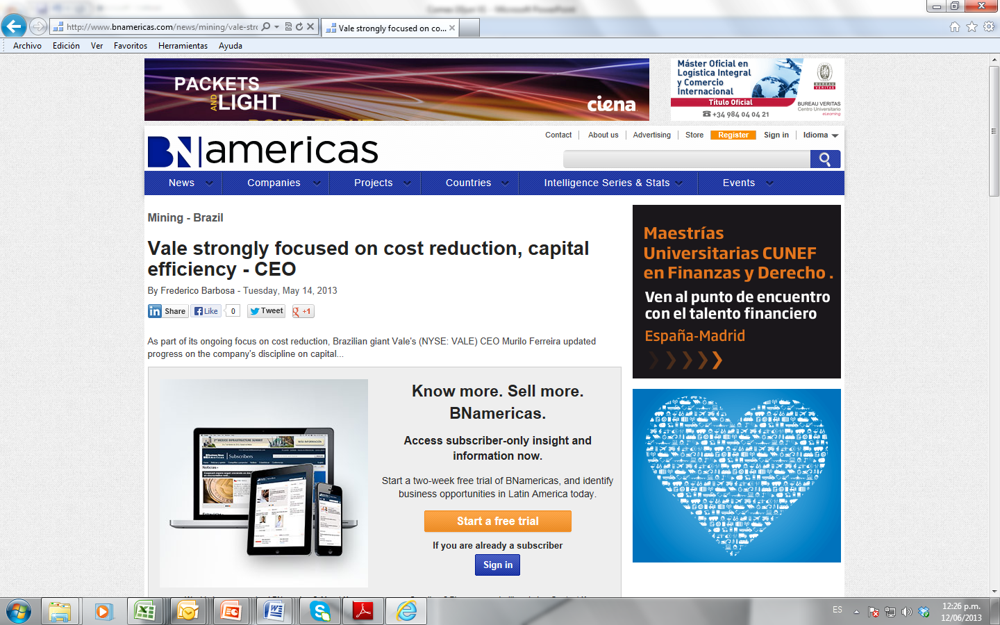 http://www.bnamericas.com/news/mining/vale-stro
Vale strongly focused on co...
Archivo Edición Ver Favoritos Herramientas Ayuda
PACKETS
AND LIGHT
ciena
Máster Oficial en
Logística Integral
y Comercio
Internacional
Título Oficial
+34 984 04 04 21
BUREAU
VERITAS
BUREAU VERITAS
Centro Universitario
eLearning
Contact About us Advertising Store Register Sign in Idioma
BN|americas
News Companies Projects Countries Intelligence Series & Stats Events
Mining - Brazil
Vale strongly focused on cost reduction, capital
efficiency - CEO
By Frederico Barbosa - Tuesday, May 14, 2013
Share Like 0 Tweet +1
As part of its ongoing focus on cost reduction, Brazilian giant Vale's (NYSE: VALE) CEO Murilo Ferreira updated
progress on the company's discipline on capital...
Know more. Sell more.
BNamericas.
Access subscriber-only insight and
information now.
Start a two-week free trial of BNamericas, and identify
business opportunities in Latin America today.
Start a free trial
If you are already a subscriber
Sign in
Subscribers
Maestrías
Universitarias CUNEF
en Finanzas y Derecho .
Ven al punto de encuentro
con el talento financiero
España-Madrid
ES
12:26 p.m.
12/06/2013